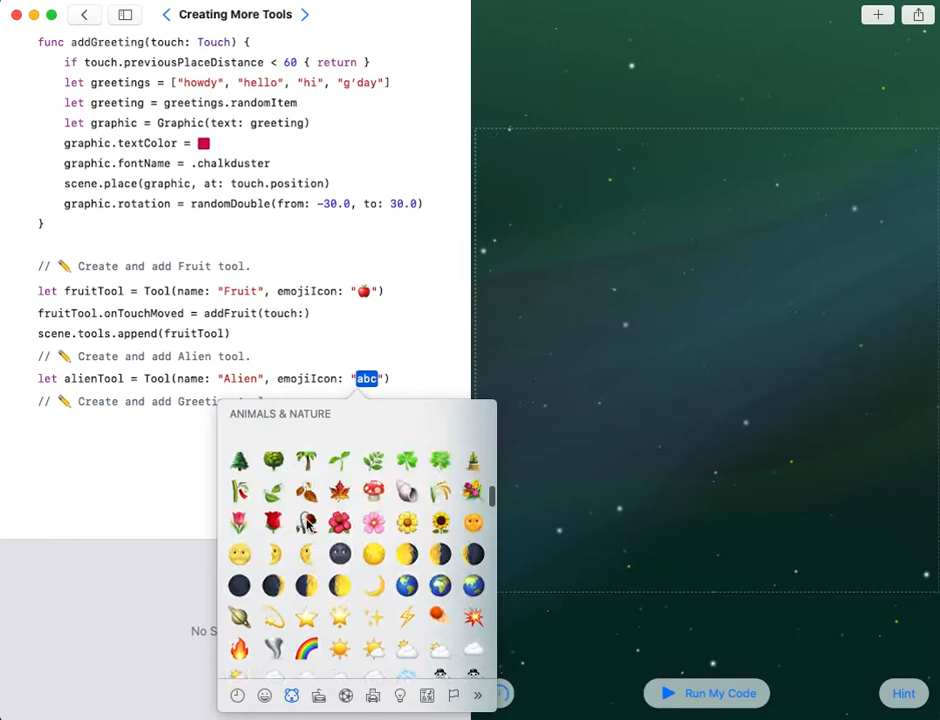 Creating More Tools
func addGreeting(touch: Touch) {
if touch.previousPlaceDistance < 60 { return }
let greetings = ["howdy", "hello", "hi", "g'day"]
let greeting = greetings.randomItem
let graphic = Graphic(text: greeting)
graphic.textColor =
graphic.fontName = .chalkduster
scene.place(graphic, at: touch.position)
graphic.rotation = randomDouble(from: -30.0, to: 30.0)
}
// ✏️ Create and add Fruit tool.
let fruitTool = Tool(name: "Fruit", emojiIcon: "🍎")
fruitTool.onTouchMoved = addFruit(touch:)
scene.tools.append(fruitTool)
// ✏️ Create and add Alien tool.
let alienTool = Tool(name: "Alien", emojiIcon: "abc")
// ✏️ Create and add Gree
ANIMALS & NATURE
No S
Run My Code
Hint